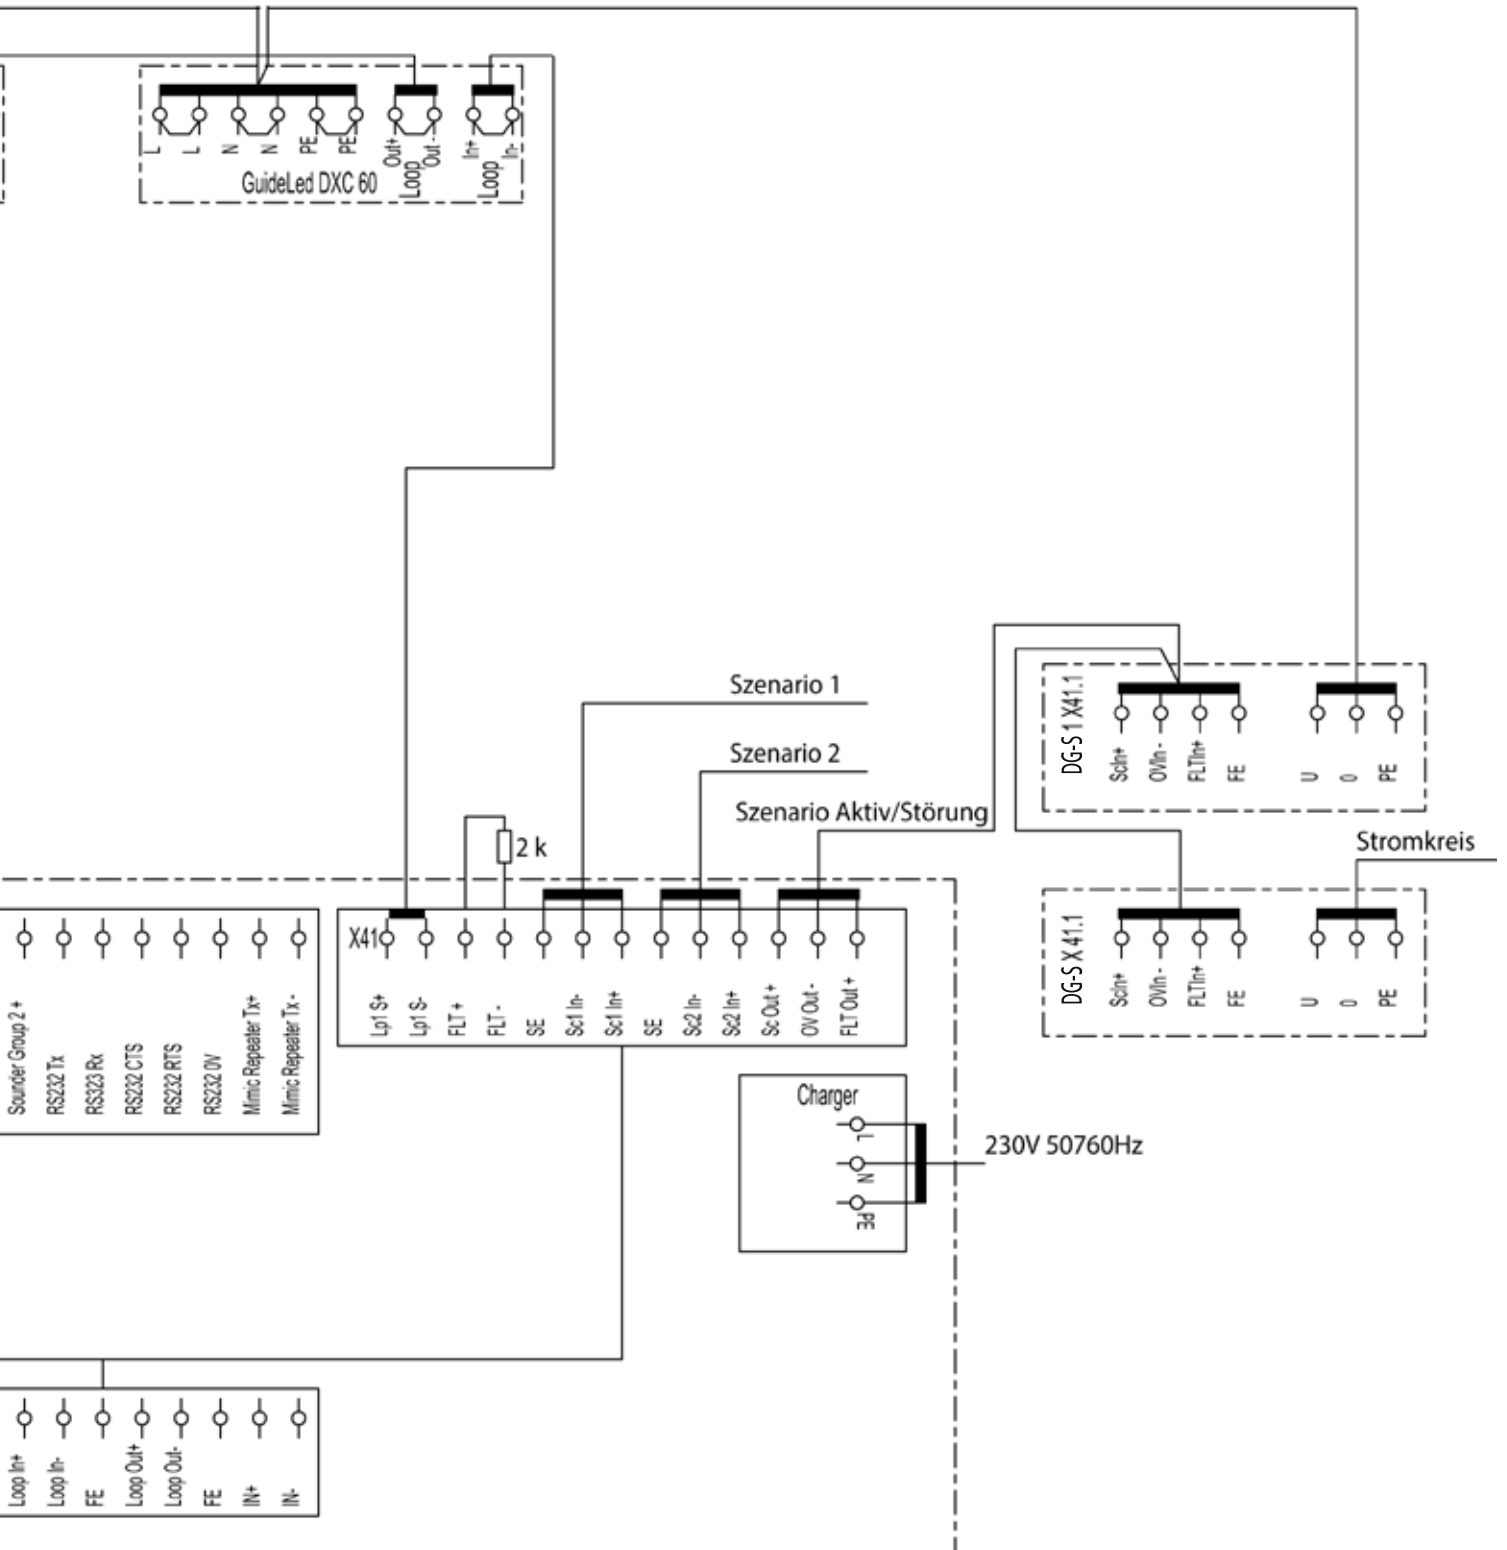 L
L
N
N
PE
PE
Out+
Out -
Loop
In+
In-
Loop
GuideLed DXC 60
Szenario 1
Szenario 2
Szenario Aktiv/Störung
2 k
DG-S 1 X41.1
ScIn+
OVIn -
FLTIn+
FE
U
0
PE
Stromkreis
DG-S X 41.1
ScIn+
OVIn -
FLTIn+
FE
U
0
PE
X41
Lp1 S+
Lp1 S-
FLT +
FLT -
SE
Sc1 In-
Sc1 In+
SE
Sc2 In-
Sc2 In+
Sc Out +
OV Out -
FLT Out +
Sounder Group 2 +
RS232 Tx
RS323 Rx
RS232 CTS
RS232 RTS
RS232 0V
Mimic Repeater Tx+
Mimic Repeater Tx -
Charger
L
N
PE
230V 50760Hz
Loop In+
Loop In-
FE
Loop Out+
Loop Out-
FE
IN+
IN-